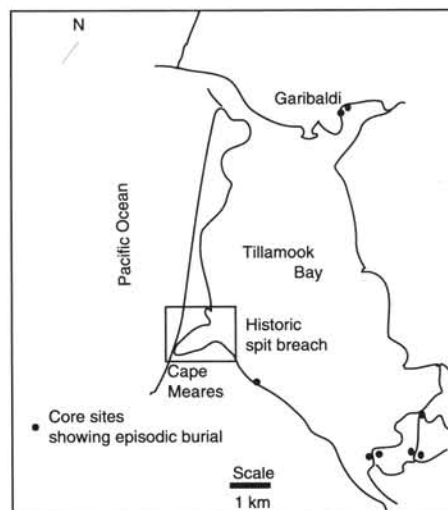 N
Garibaldi
Pacific Ocean
Tillamook
Bay
Historic
spit breach
Cape
Meares
Core sites
showing episodic burial
Scale
1 km